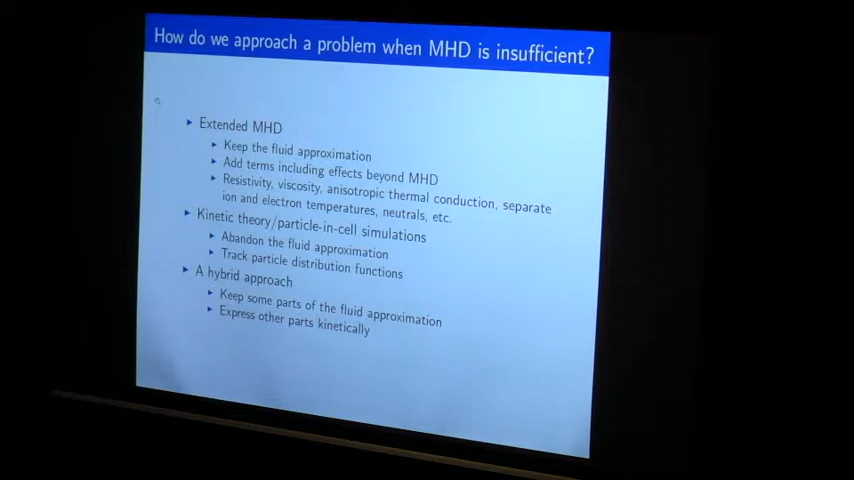 How do we approach a problem when MHD is insufficient?
Extended MHD
Keep the fluid approximation
Add terms including effects beyond MHD
Resistivity, viscosity, anisotropic thermal conduction, separate
ion and electron temperatures, neutrals, etc.
Kinetic theory/particle-in-cell simulations
Abandon the fluid approximation
Track particle distribution functions
A hybrid approach
Keep some parts of the fluid approximation
Express other parts kinetically